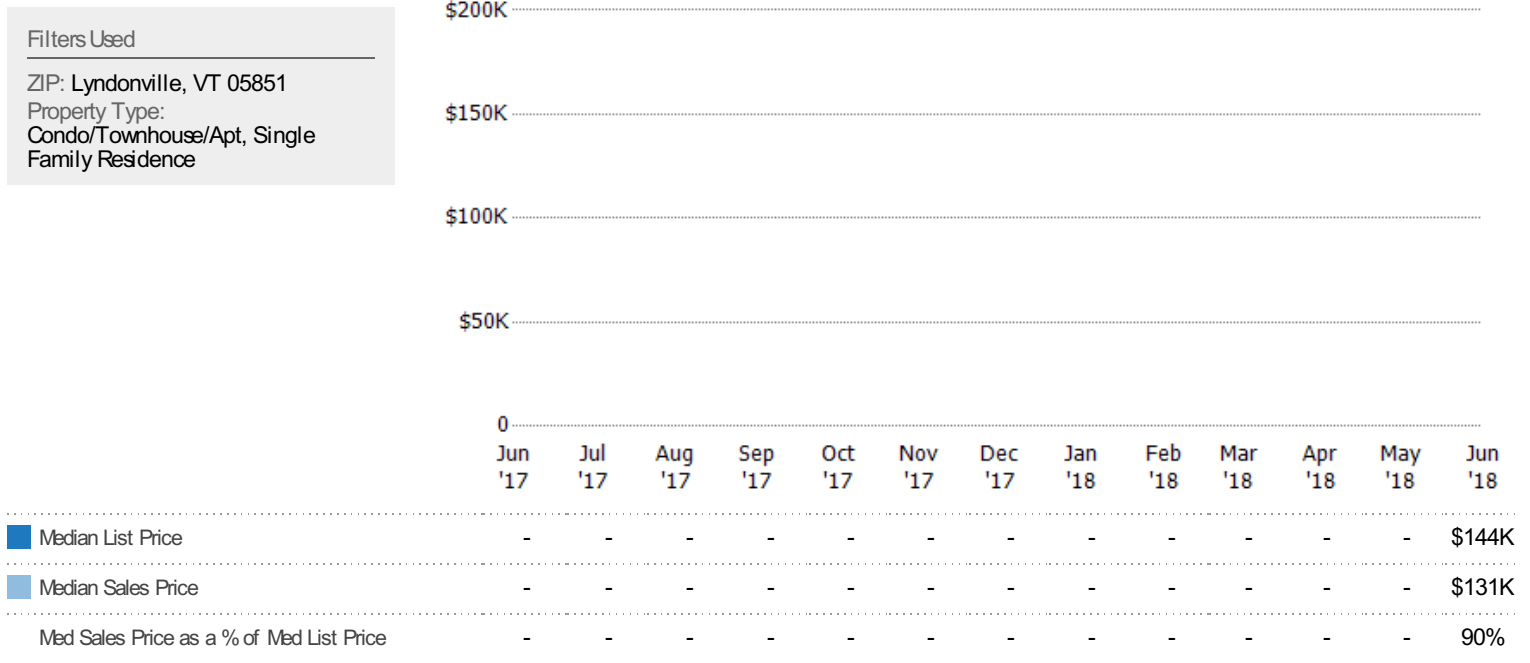 Filters Used
ZIP: Lyndonville, VT 05851
Property Type:
Condo/Townhouse/Apt, Single
Family Residence
$200K
$150K
$100K
$50K
0
Jun Jul Aug Sep Oct Nov Dec Jan Feb Mar Apr May Jun
'17 '17 '17 '17 '17 '17 '17 '18 '18 '18 '18 '18 '18
Median List Price - - - - - - - - - - - - $144K
Median Sales Price - - - - - - - - - - - - $131K
Med Sales Price as a % of Med List Price - - - - - - - - - - - - 90%